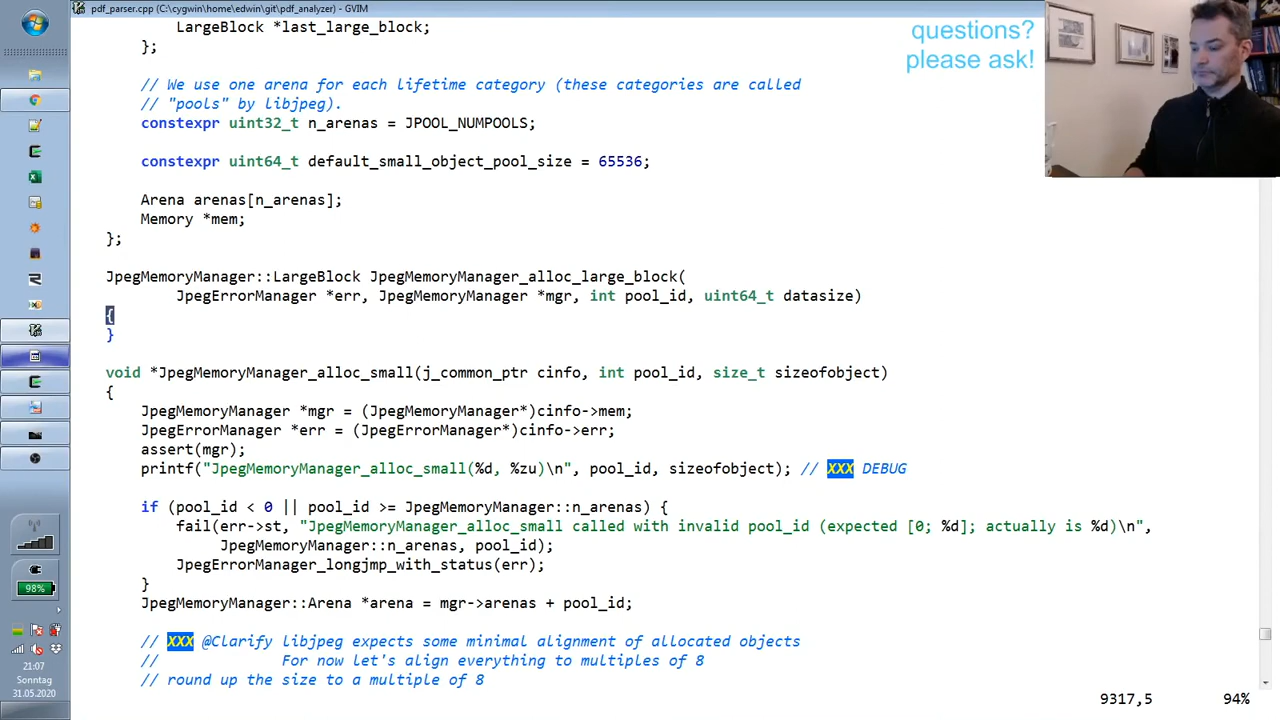 pdf_parser.cpp (C:\cygwin\home\edwin\git\pdf_analyzer) - GVIM
LargeBlock *last_large_block;
};
// We use one arena for each lifetime category (these categories are called
// "pools" by libjpeg).
constexpr uint32_t n_arenas = JPOOL_NUMPOOLS;
constexpr uint64_t default_small_object_pool_size = 65536;
Arena arenas[n_arenas];
Memory *mem;
};
JpegMemoryManager::LargeBlock JpegMemoryManager_alloc_large_block(
JpegErrorManager *err, JpegMemoryManager *mgr, int pool_id, uint64_t datasize)
{
}
void *JpegMemoryManager_alloc_small(j_common_ptr cinfo, int pool_id, size_t sizeofobject)
{
JpegMemoryManager *mgr = (JpegMemoryManager*)cinfo->mem;
JpegErrorManager *err = (JpegErrorManager*)cinfo->err;
assert(mgr);
printf("JpegMemoryManager_alloc_small(%d, %zu)\n", pool_id, sizeofobject); // XXX DEBUG
if (pool_id < 0 || pool_id >= JpegMemoryManager::n_arenas) {
fail(err->st, "JpegMemoryManager_alloc_small called with invalid pool_id (expected [0; %d]; actually is %d)\n",
JpegMemoryManager::n_arenas, pool_id);
JpegErrorManager_longjmp_with_status(err);
}
JpegMemoryManager::Arena *arena = mgr->arenas + pool_id;
// XXX @Clarify libjpeg expects some minimal alignment of allocated objects
// For now let's align everything to multiples of 8
// round up the size to a multiple of 8
9317,5 94%
questions?
please ask!
98%
21:07
Sonntag
31.05.2020